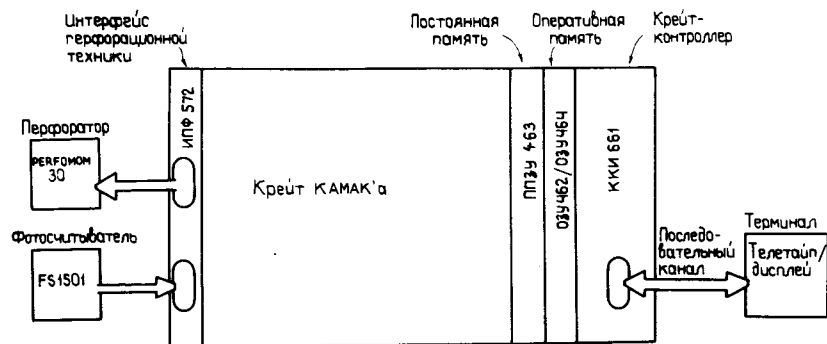 Интерфейс
перфорационной
техники
Постоянная
память
Оперативная
память
Крейт-
контроллер
ИПФ 572
ППЗУ 463
ОЗУ462/ОЗУ464
ККИ 661
Перфоратор
PERFOMOM
30
Крейт КАМАК'а
Фотосчитыватель
FS1501
Последо-
вательный
канал
Терминал
Телетайп/
дисплей